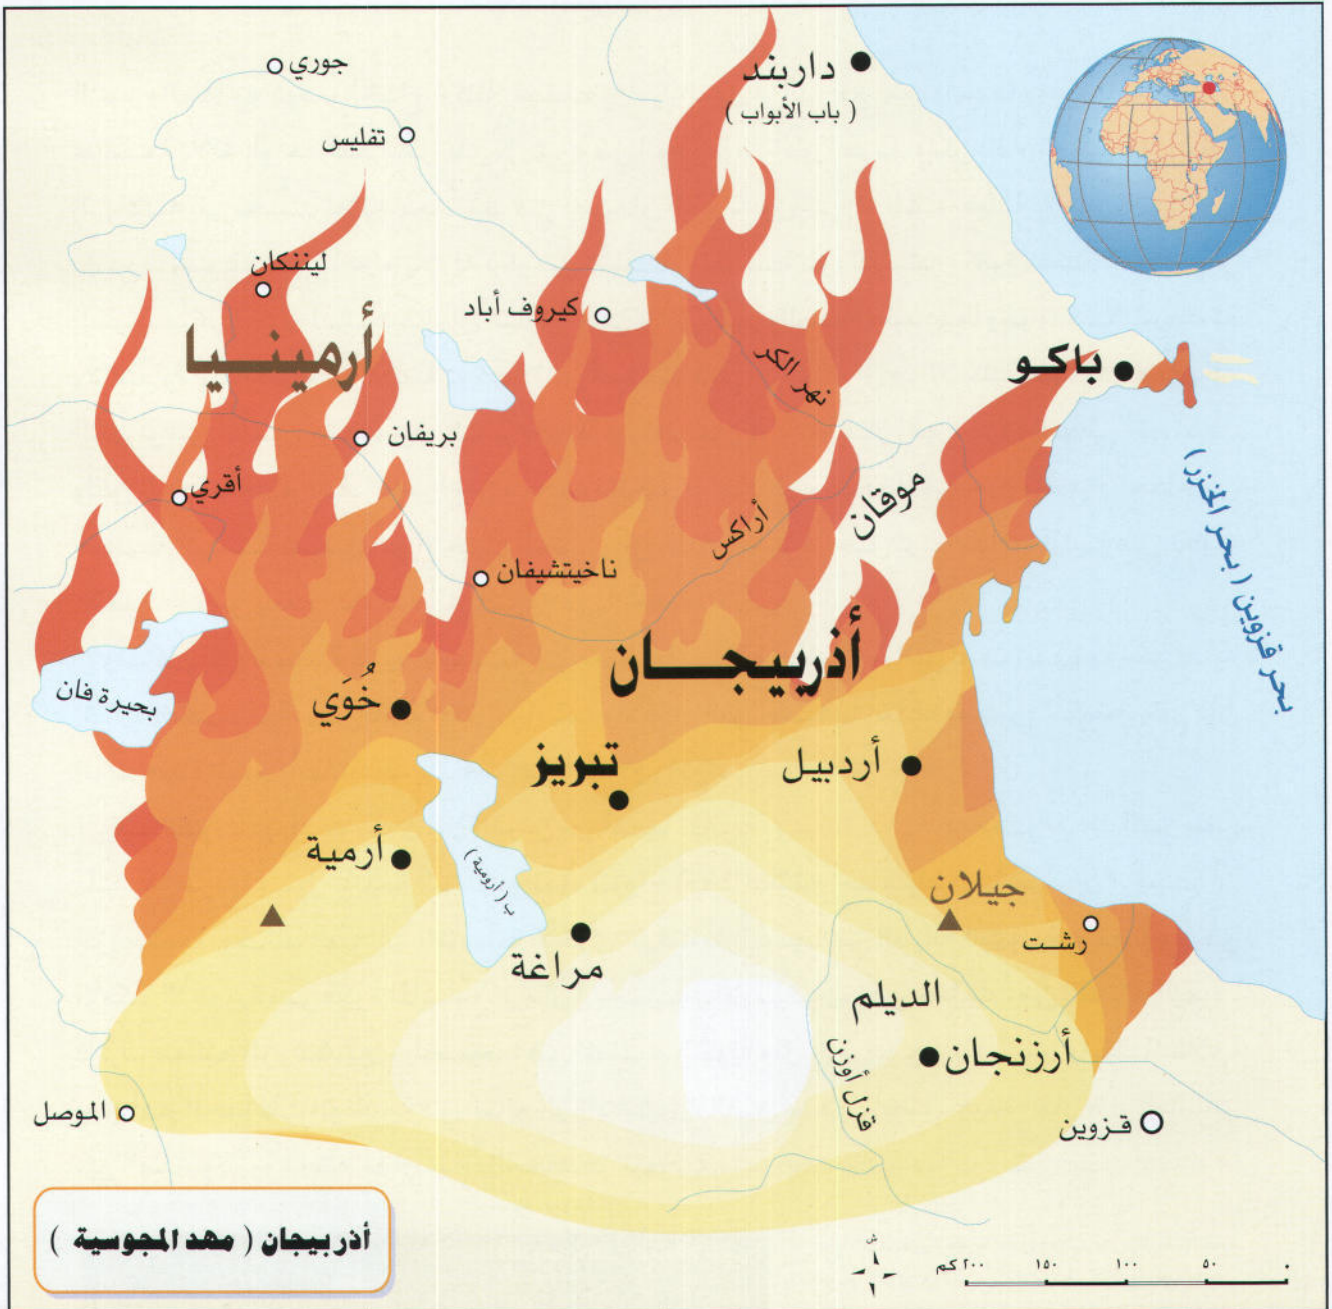 داربند
( باب الأبواب )
جوري
تفليس
ليننكان
كيروف أباد
أرمينيا
نهر الكر
باكو
بريفان
أقري
موقان
أراكس
بحر قزوين ( بحر الخزر )
ناخيتشيفان
أذربيجان
بحيرة فان
خُوَي
تبريز
أردبيل
أرمية
ب ( أرومية )
جيلان
رشت
مراغة
الديلم
أرزنجان
قزل أوزن
الموصل
قزوين
أذربيجان ( مهد المجوسية )
ش
٢٠٠ كم ١٥٠ ١٠٠ ٥٠ ٠